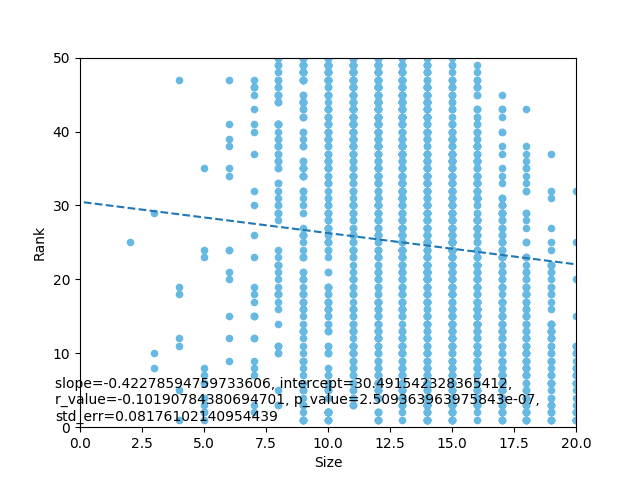 50
40
30
20
10
0
Rank
slope=-0.42278594759733606, intercept=30.491542328365412,
r_value=-0.10190784380694701, p_value=2.509363963975843e-07,
std_err=0.08176102140954439
0.0 2.5 5.0 7.5 10.0 12.5 15.0 17.5 20.0
Size